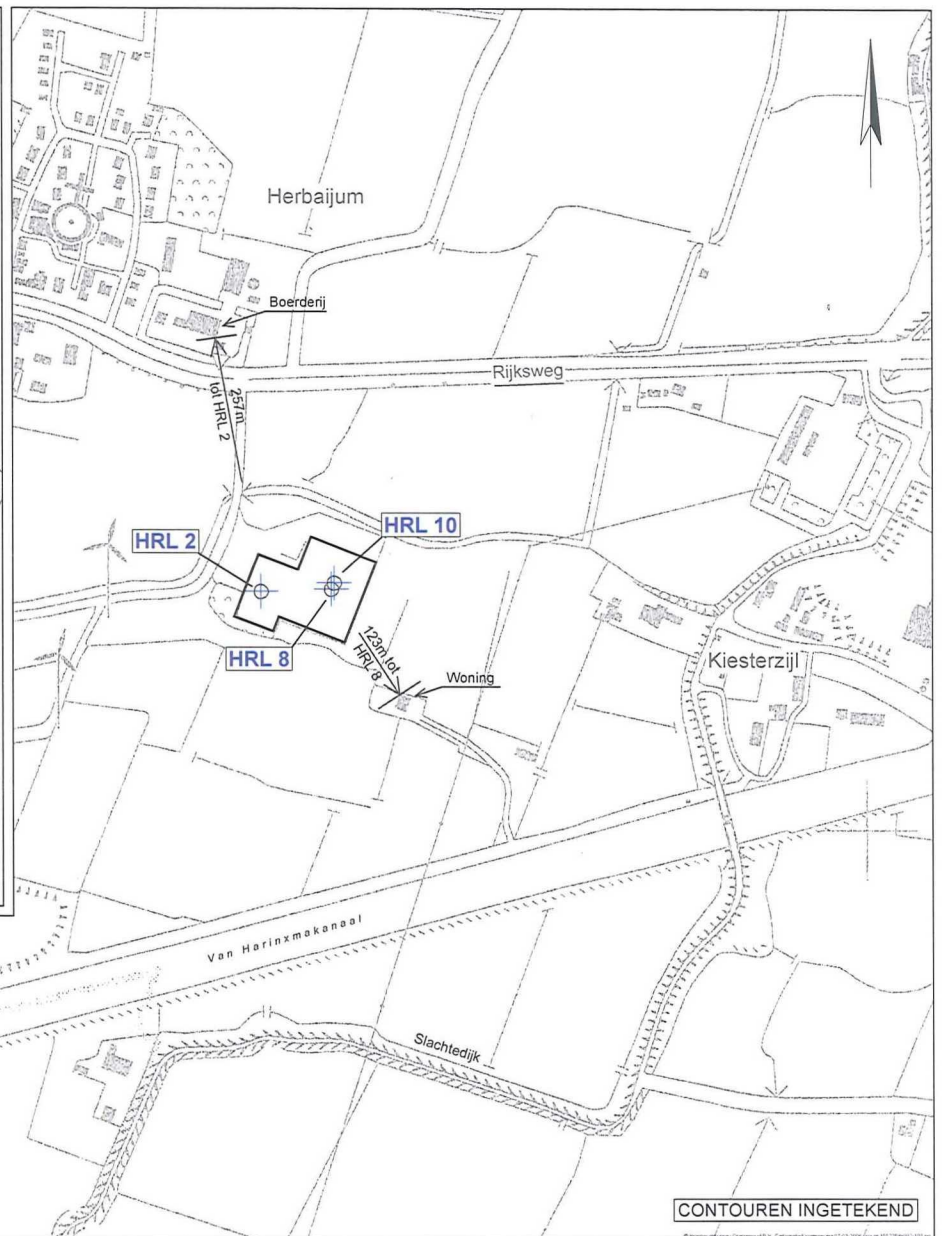 Herbaijum
Boerderij
Rijksweg
257m
tot HRL 2
HRL 10
HRL 2
HRL 8
123m tot
HRL 8
Woning
Kiesterzijl
Van Harinxmakanaal
Slachtedijk
CONTOUREN INGETEKEND